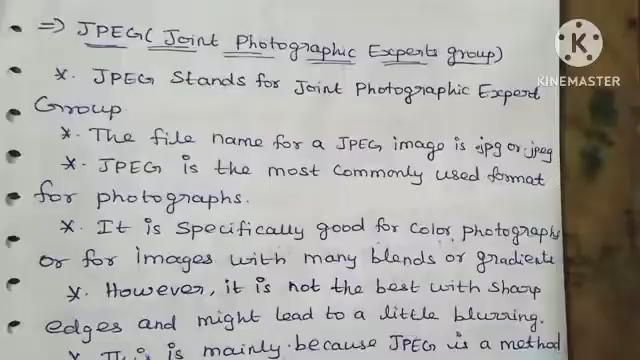 ⇒ JPEG (Joint Photographic Experts group)
* JPEG Stands for Joint Photographic Expert
Group.
* The file name for a JPEG image is .jpg or .jpeg
* JPEG is the most commonly used format
for photographs.
* It is specifically good for color photographs
or for images with many blends or gradients
* However, it is not the best with sharp
edges and might lead to a little blurring.
* This is mainly because JPEG is a method
K
KINEMASTER